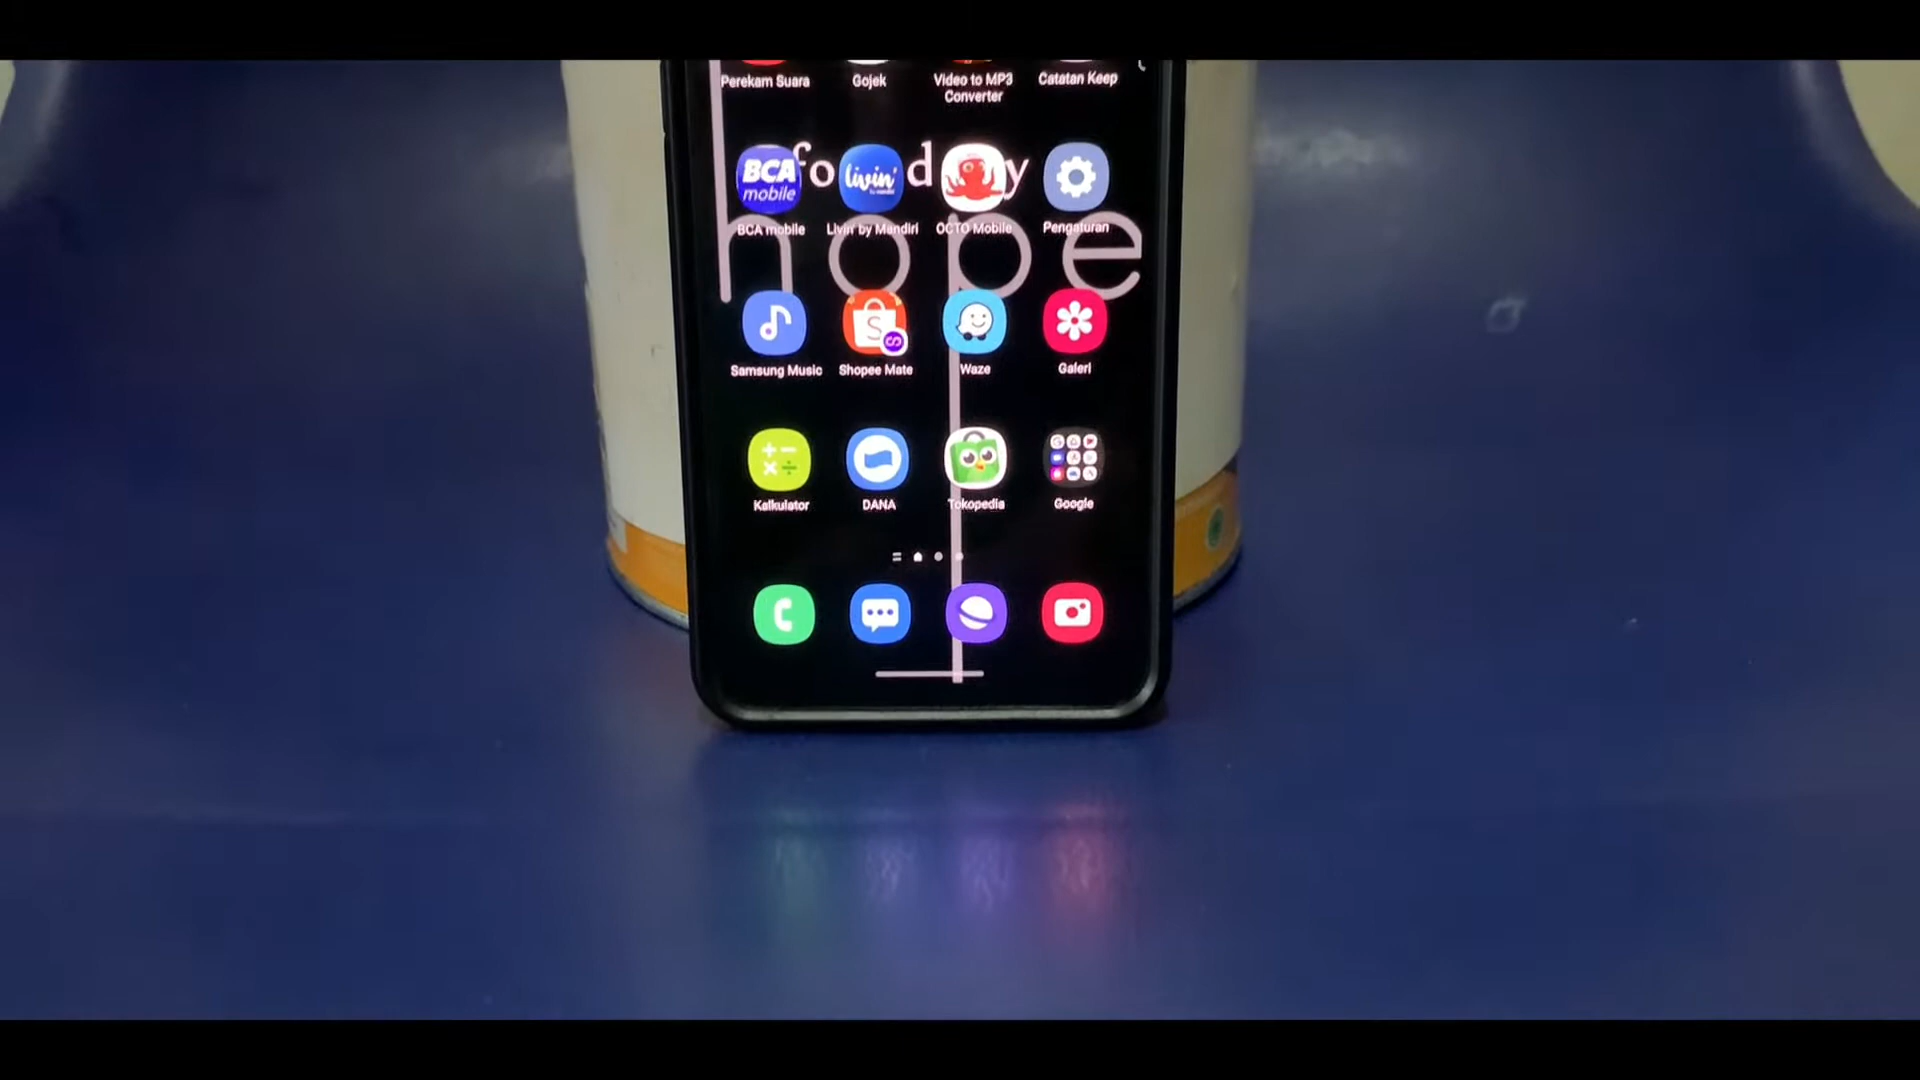 Perekam Suara
Gojek
Video to MP3
Converter
Catatan Keep
BCA
mobile
livin'
BCA mobile
Livin' by Mandiri
OCTO Mobile
Pengaturan
hope
Samsung Music
Shopee Mate
Waze
Galeri
Kalkulator
DANA
Tokopedia
Google